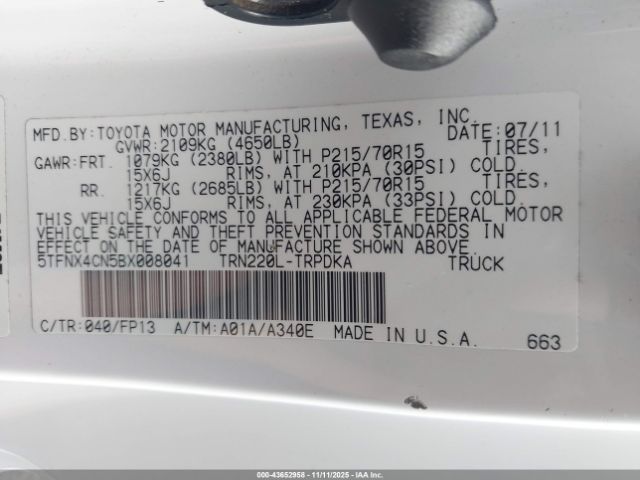 MFD.BY:TOYOTA MOTOR MANUFACTURING, TEXAS, INC.
GVWR:2109KG (4650LB) DATE:07/11
GAWR:FRT. 1079KG (2380LB) WITH P215/70R15 TIRES,
15X6J RIMS, AT 210KPA (30PSI) COLD.
RR. 1217KG (2685LB) WITH P215/70R15 TIRES,
15X6J RIMS, AT 230KPA (33PSI) COLD.
THIS VEHICLE CONFORMS TO ALL APPLICABLE FEDERAL MOTOR
VEHICLE SAFETY AND THEFT PREVENTION STANDARDS IN
EFFECT ON THE DATE OF MANUFACTURE SHOWN ABOVE.
5TFNX4CN5BX008041 TRN220L-TRPDKA TRUCK
C/TR:040/FP13 A/TM:A01A/A340E MADE IN U.S.A. 663
000-43652958 - 11/11/2025 - IAA Corp.